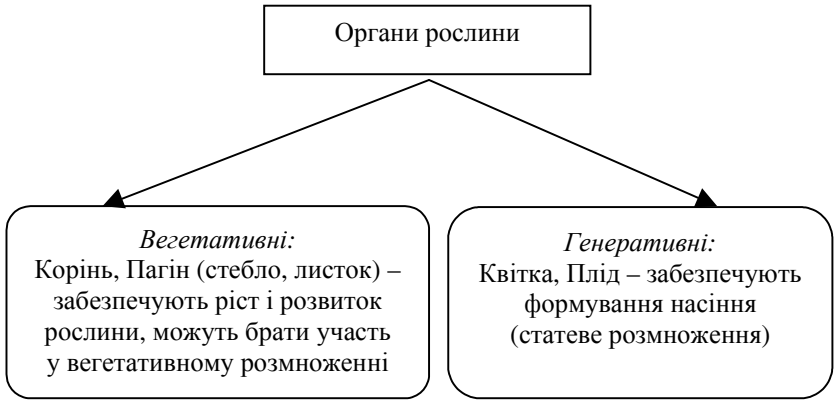 Органи рослини
Вегетативні:
Корінь, Пагін (стебло, листок) –
забезпечують ріст і розвиток
рослини, можуть брати участь
у вегетативному розмноженні
Генеративні:
Квітка, Плід – забезпечують
формування насіння
(статеве розмноження)